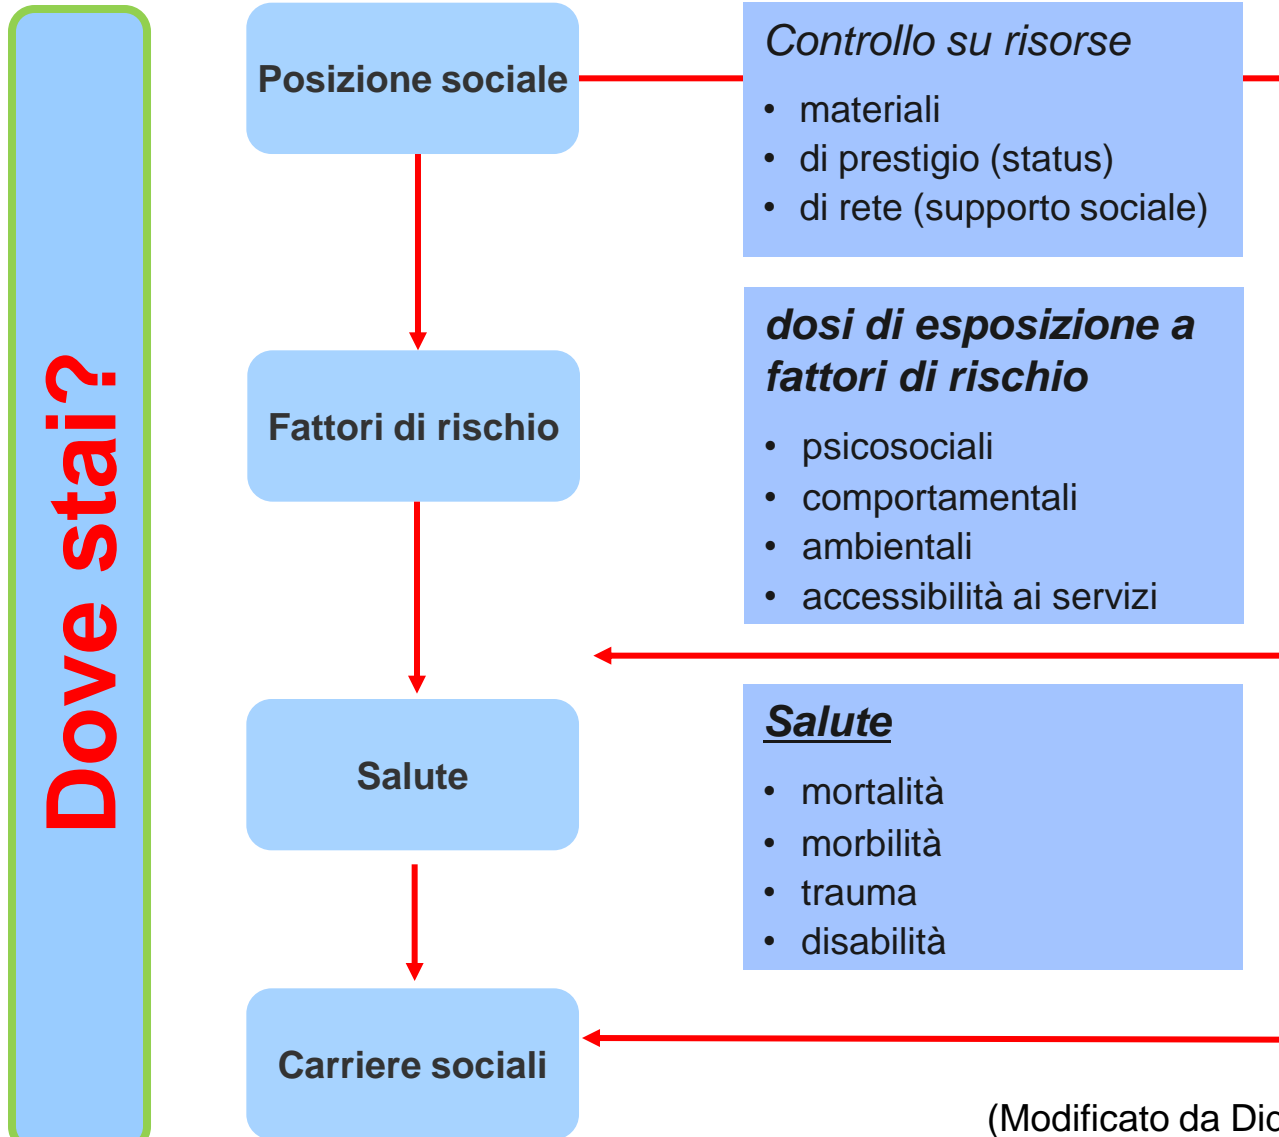 Dove stai?
Posizione sociale
Controllo su risorse
• materiali
• di prestigio (status)
• di rete (supporto sociale)
Fattori di rischio
dosi di esposizione a
fattori di rischio
• psicosociali
• comportamentali
• ambientali
• accessibilità ai servizi
Salute
Salute
• mortalità
• morbilità
• trauma
• disabilità
Carriere sociali
(Modificato da